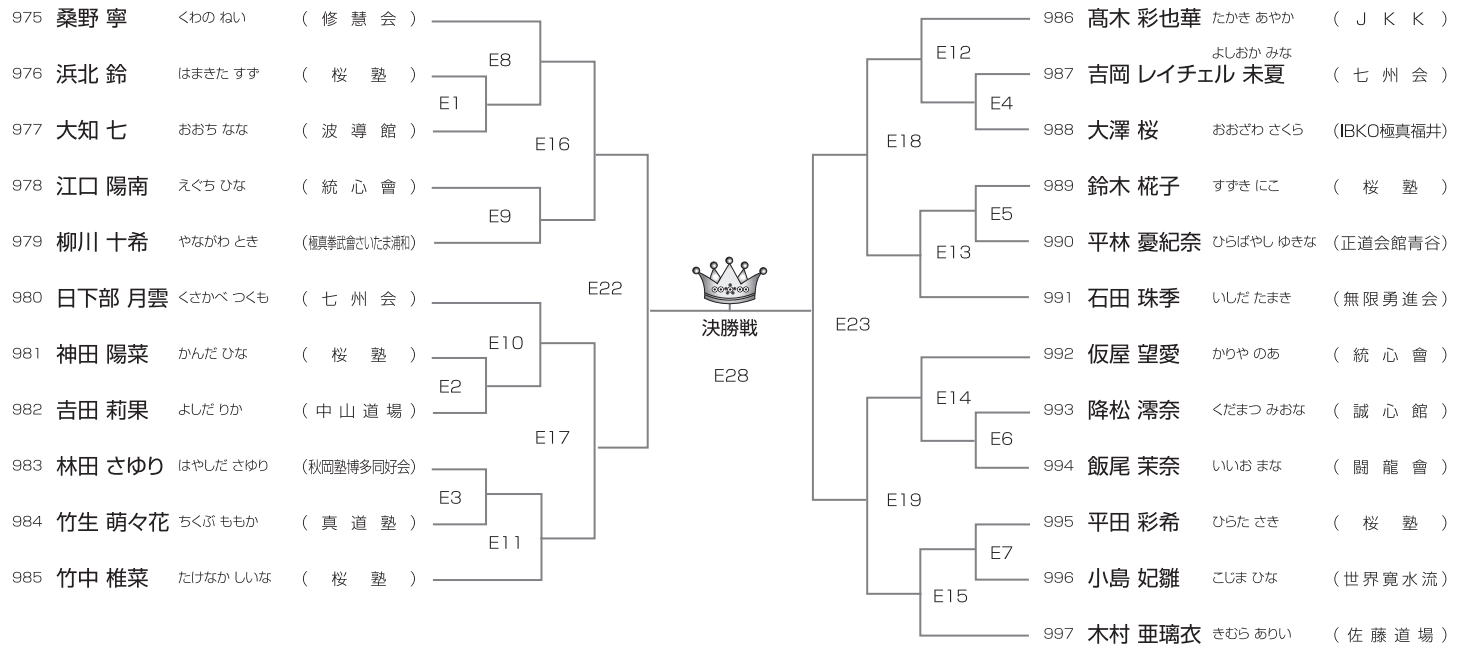 975 桑野 寧 くわの ねい （修慧会）
E8
976 浜北 鈴 はまきた すず （桜塾）
E1
977 大知 七 おおち なな （波導館）
E16
978 江口 陽南 えぐち ひな （統心會）
E9
979 柳川 十希 やながわ とき （極真拳武會さいたま浦和）
E22
980 日下部 月雲 くさかべ つくも （七州会）
E10
981 神田 陽菜 かんだ ひな （桜塾）
E2
982 吉田 莉果 よしだ りか （中山道場）
E17
983 林田 さゆり はやしだ さゆり （秋岡塾博多同好会）
E3
984 竹生 萌々花 ちくぶ ももか （真道塾）
E11
985 竹中 椎菜 たけなか しいな （桜塾）
決勝戦
E28
986 髙木 彩也華 たかき あやか （JKK）
E12
よしおか みな
987 吉岡 レイチェル 未夏 （七州会）
E4
988 大澤 桜 おおざわ さくら （IBKO極真福井）
E18
989 鈴木 椛子 すずき にこ （桜塾）
E5
990 平林 憂紀奈 ひらばやし ゆきな （正道会館青谷）
E13
991 石田 珠季 いしだ たまき （無限勇進会）
E23
992 仮屋 望愛 かりや のあ （統心會）
E14
993 降松 澪奈 くだまつ みおな （誠心館）
E6
994 飯尾 茉奈 いいお まな （闘龍會）
E19
995 平田 彩希 ひらた さき （桜塾）
E7
996 小島 妃雛 こじま ひな （世界寛水流）
E15
997 木村 亜璃衣 きむら ありい （佐藤道場）